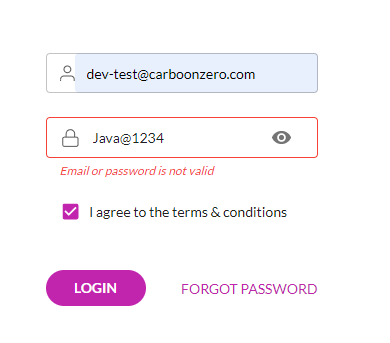 dev-test@carboonzero.com
Java@1234
Email or password is not valid
I agree to the terms & conditions
LOGIN FORGOT PASSWORD